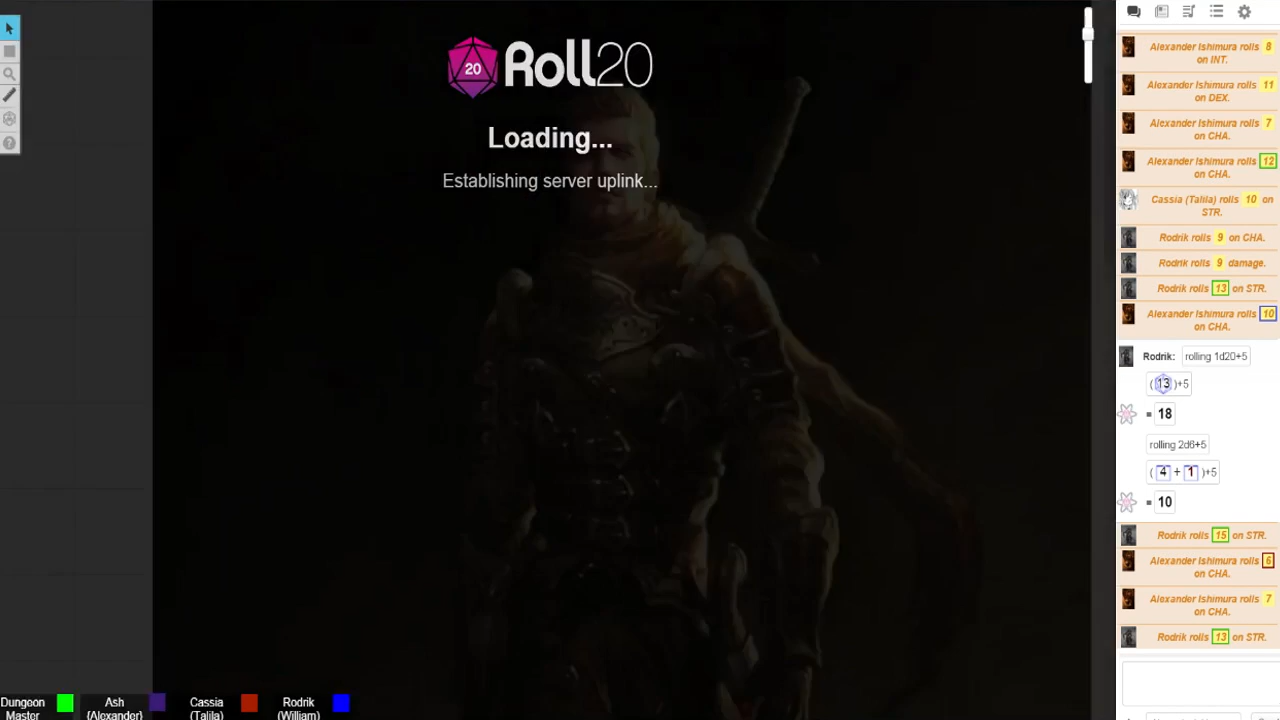 20 Roll20
Loading...
Establishing server uplink...
Alexander Ishimura rolls 8
on INT.
Alexander Ishimura rolls 11
on DEX.
Alexander Ishimura rolls 7
on CHA.
Alexander Ishimura rolls 12
on CHA.
Cassia (Talila) rolls 10 on
STR.
Rodrik rolls 9 on CHA.
Rodrik rolls 9 damage.
Rodrik rolls 13 on STR.
Alexander Ishimura rolls 10
on CHA.
Rodrik: rolling 1d20+5
(13)+5
= 18
rolling 2d6+5
(4+1)+5
= 10
Rodrik rolls 15 on STR.
Alexander Ishimura rolls 6
on CHA.
Alexander Ishimura rolls 7
on CHA.
Rodrik rolls 13 on STR.
Dungeon
Master
Ash
(Alexander)
Cassia
(Talila)
Rodrik
(William)